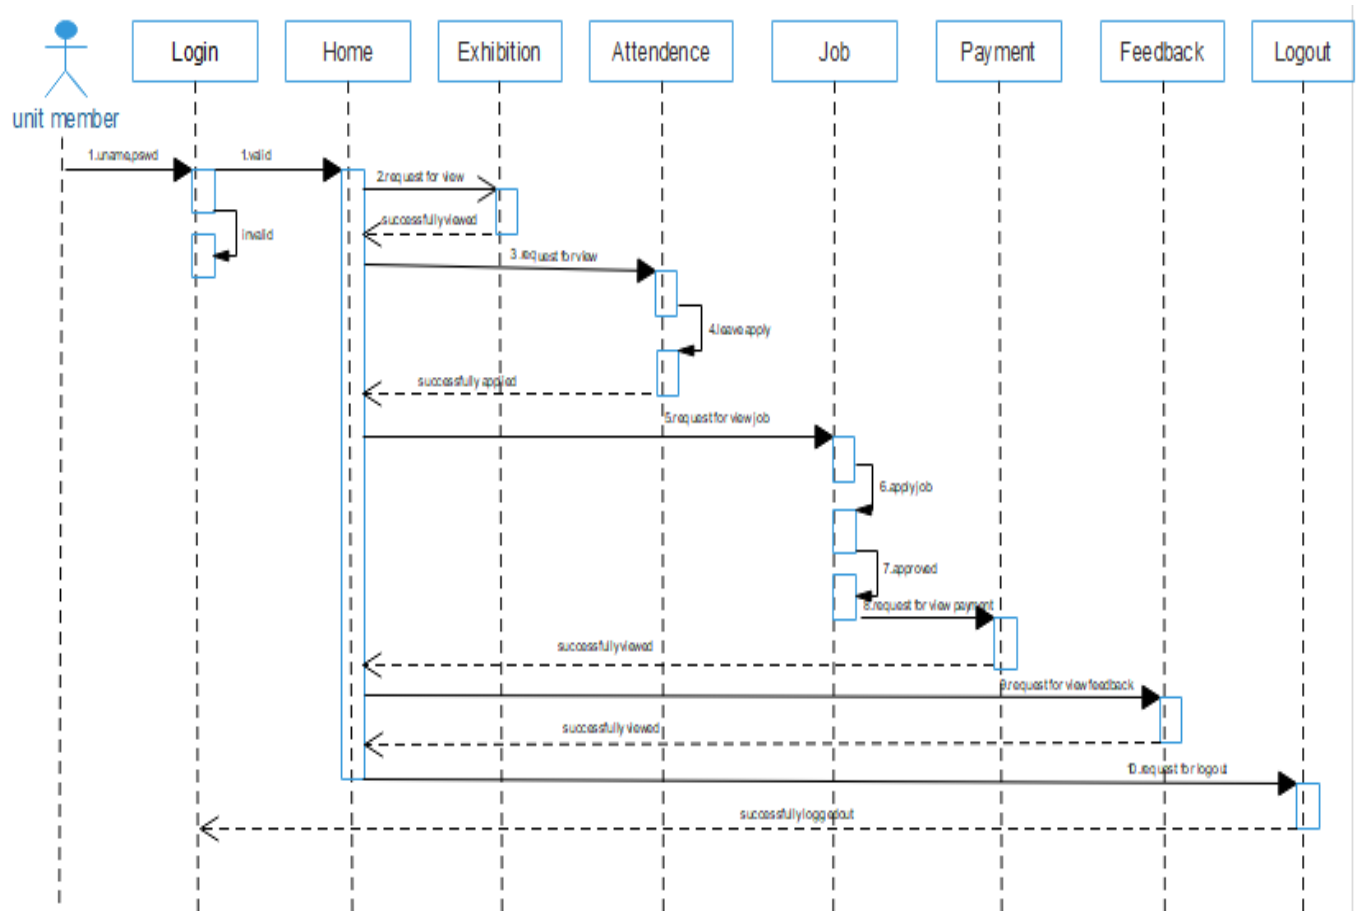 Login
Home
Exhibition
Attendence
Job
Payment
Feedback
Logout
unit member
1.uname,pswd
1.valid
2.request for view
successfully viewed
invalid
3.request for view
4.leave apply
successfully applied
5.request for view job
6.apply job
7.approved
8.request for view payment
successfully viewed
9.request for view feedback
successfully viewed
10.request for logout
successfully loggedout